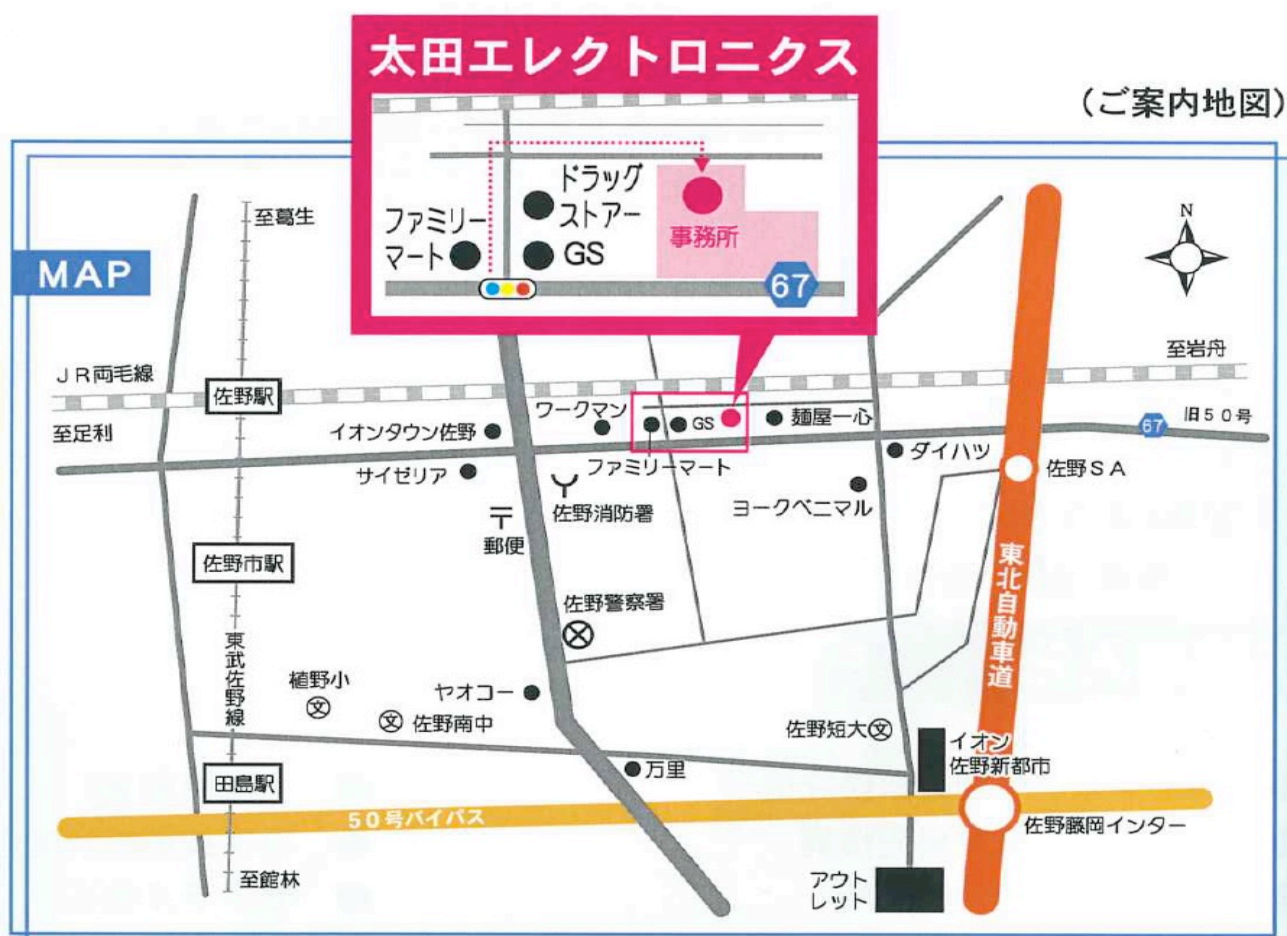 太田エレクトロニクス
(ご案内地図)
ドラッグ
ストアー
ファミリー
マート
GS
事務所
67
N
至葛生
MAP
JR両毛線
至岩舟
佐野駅
ワークマン
GS
麺屋一心
旧50号
67
至足利
イオンタウン佐野
ファミリーマート
ダイハツ
サイゼリア
佐野SA
〒
郵便
佐野消防署
ヨークベニマル
佐野市駅
東北自動車道
佐野警察署
東武佐野線
植野小
文
文
佐野南中
ヤオコー
佐野短大
文
イオン
佐野新都市
田島駅
万里
50号バイパス
佐野藤岡インター
至館林
アウト
レット